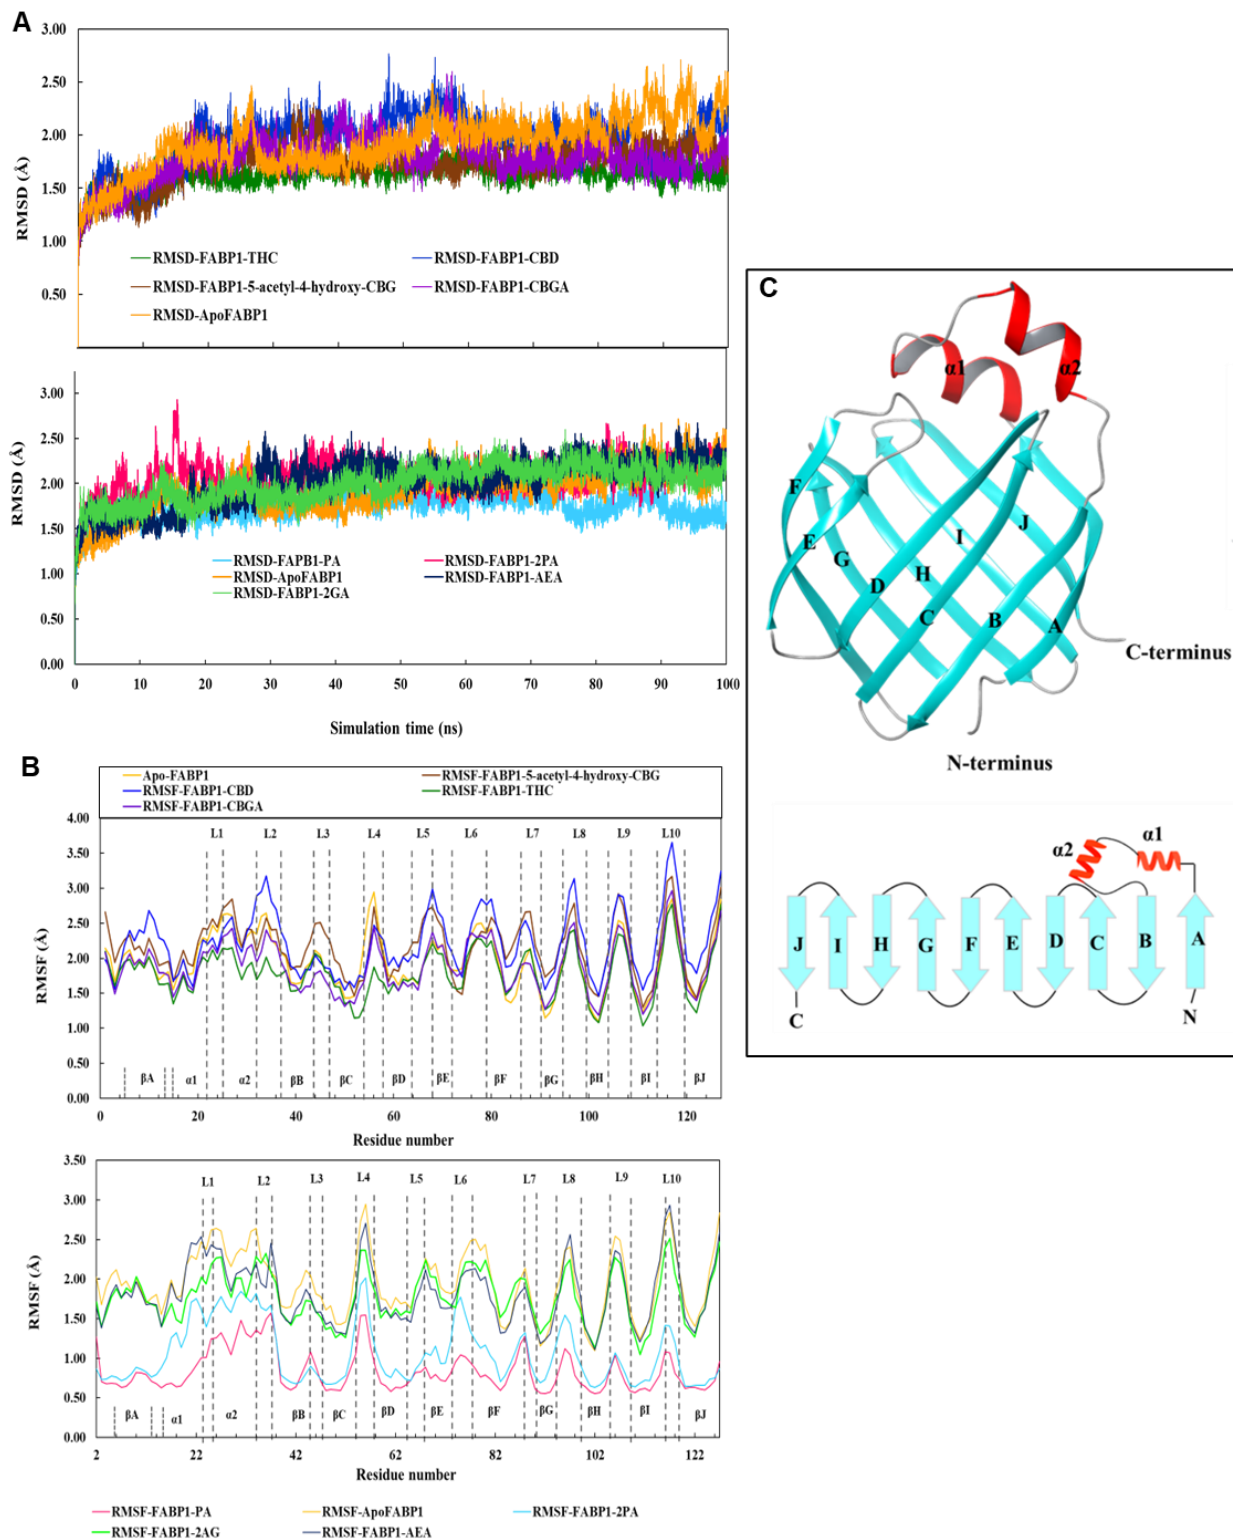 A
3.00
2.50
2.00
1.50
1.00
0.50
RMSD (Å)
RMSD-FABP1-THC RMSD-FABP1-CBD
RMSD-FABP1-5-acetyl-4-hydroxy-CBG RMSD-FABP1-CBGA
RMSD-ApoFABP1
3.00
2.50
2.00
1.50
1.00
0.50
0.00
RMSD (Å)
RMSD-FAPB1-PA RMSD-FABP1-2PA
RMSD-ApoFABP1 RMSD-FABP1-AEA
RMSD-FABP1-2GA
0 10 20 30 40 50 60 70 80 90 100
Simulation time (ns)
B
Apo-FABP1 RMSF-FABP1-5-acetyl-4-hydroxy-CBG
RMSF-FABP1-CBD RMSF-FABP1-THC
RMSF-FABP1-CBGA
4.00
3.50
3.00
2.50
2.00
1.50
1.00
0.50
0.00
RMSF (Å)
L1 L2 L3 L4 L5 L6 L7 L8 L9 L10
βA α1 α2 βB βC βD βE βF βG βH βI βJ
0 20 40 60 80 100 120
Residue number
3.50
3.00
2.50
2.00
1.50
1.00
0.50
0.00
RMSF (Å)
L1 L2 L3 L4 L5 L6 L7 L8 L9 L10
βA α1 α2 βB βC βD βE βF βG βH βI βJ
2 22 42 62 82 102 122
Residue number
RMSF-FABP1-PA RMSF-ApoFABP1 RMSF-FABP1-2PA
RMSF-FABP1-2AG RMSF-FABP1-AEA
C
α1 α2
F E G D H C I B J A
C-terminus
N-terminus
α2 α1
J I H G F E D C B A
C N